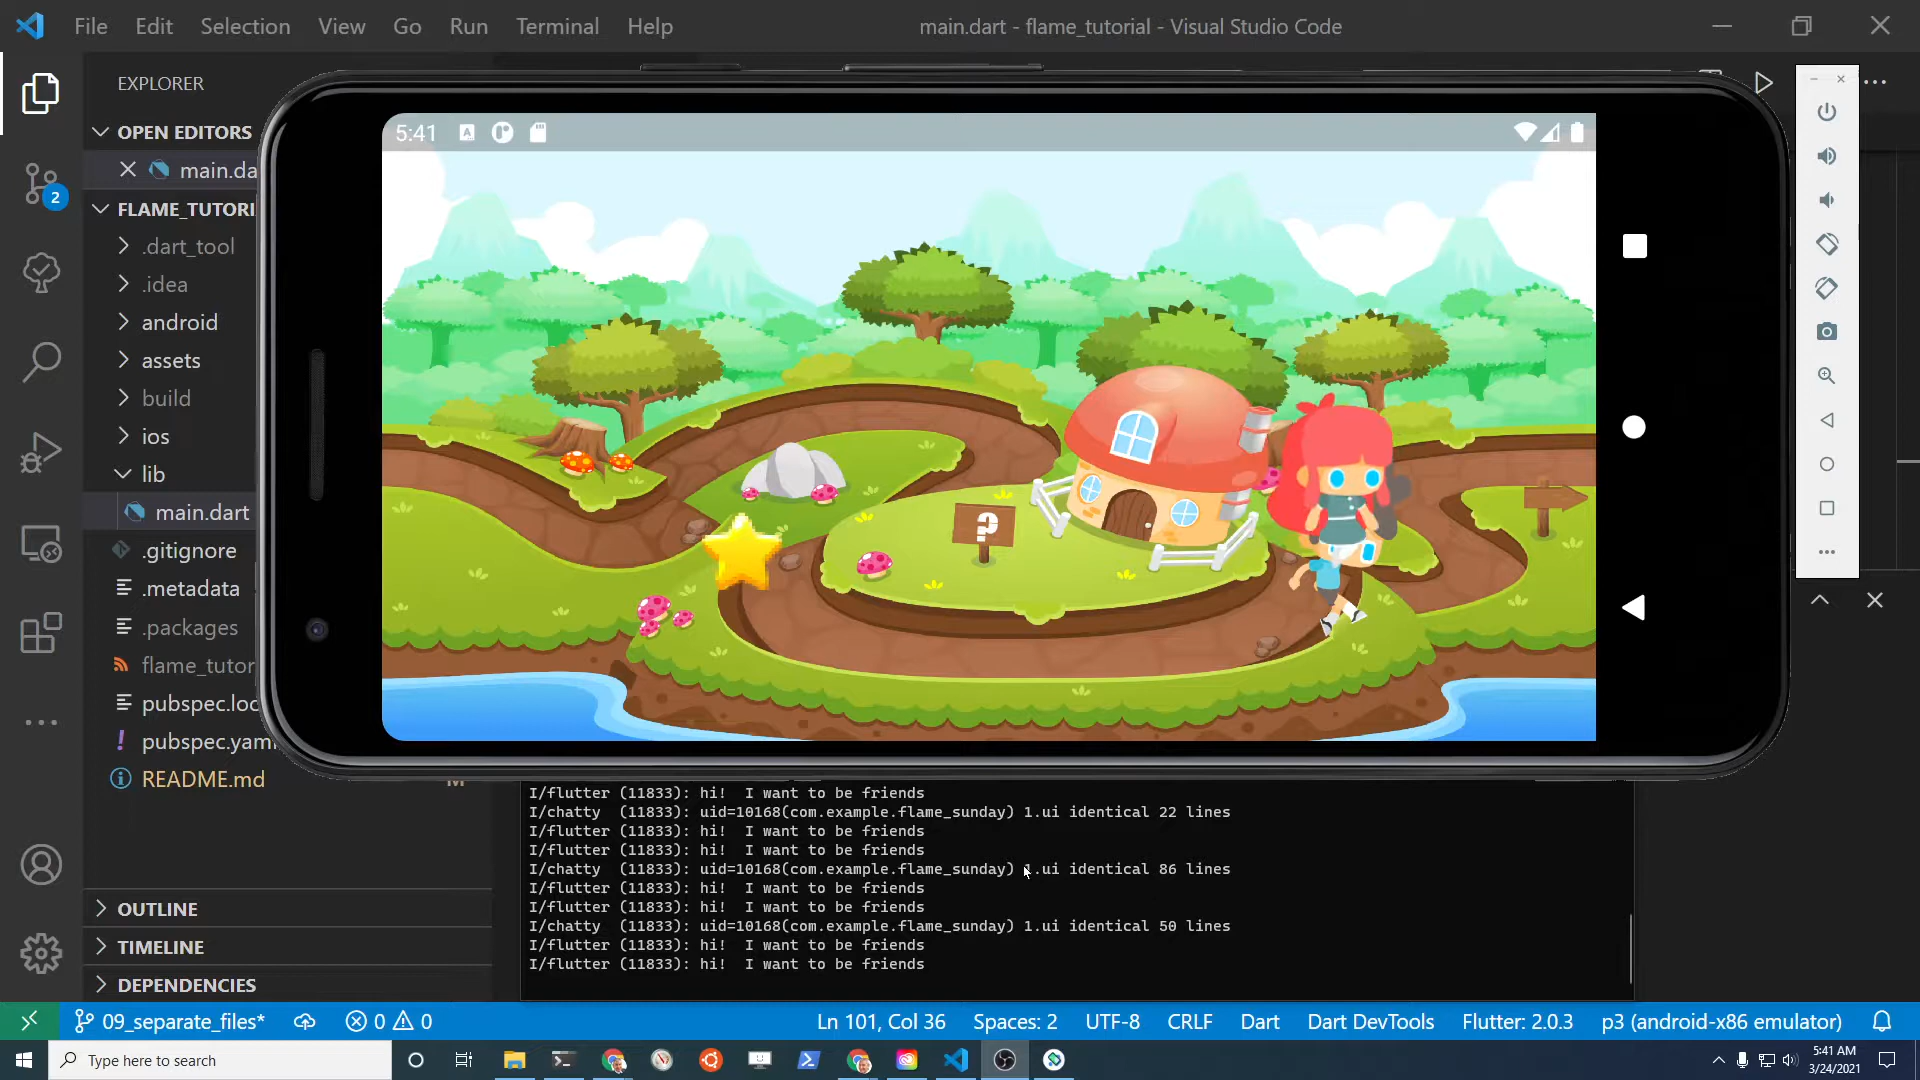 File Edit Selection View Go Run Terminal Help
main.dart - flame_tutorial - Visual Studio Code
EXPLORER
OPEN EDITORS
main.da
FLAME_TUTORI
.dart_tool
.idea
android
assets
build
ios
lib
main.dart
.gitignore
.metadata
.packages
flame_tutor
pubspec.loc
pubspec.yam
README.md
OUTLINE
TIMELINE
DEPENDENCIES
2
5:41
A
?
I/flutter (11833): hi!  I want to be friends
I/chatty  (11833): uid=10168(com.example.flame_sunday) 1.ui identical 22 lines
I/flutter (11833): hi!  I want to be friends
I/flutter (11833): hi!  I want to be friends
I/chatty  (11833): uid=10168(com.example.flame_sunday) 1.ui identical 86 lines
I/flutter (11833): hi!  I want to be friends
I/flutter (11833): hi!  I want to be friends
I/chatty  (11833): uid=10168(com.example.flame_sunday) 1.ui identical 50 lines
I/flutter (11833): hi!  I want to be friends
I/flutter (11833): hi!  I want to be friends
09_separate_files* 0 0 Ln 101, Col 36 Spaces: 2 UTF-8 CRLF Dart Dart DevTools Flutter: 2.0.3 p3 (android-x86 emulator)
Type here to search
5:41 AM
3/24/2021